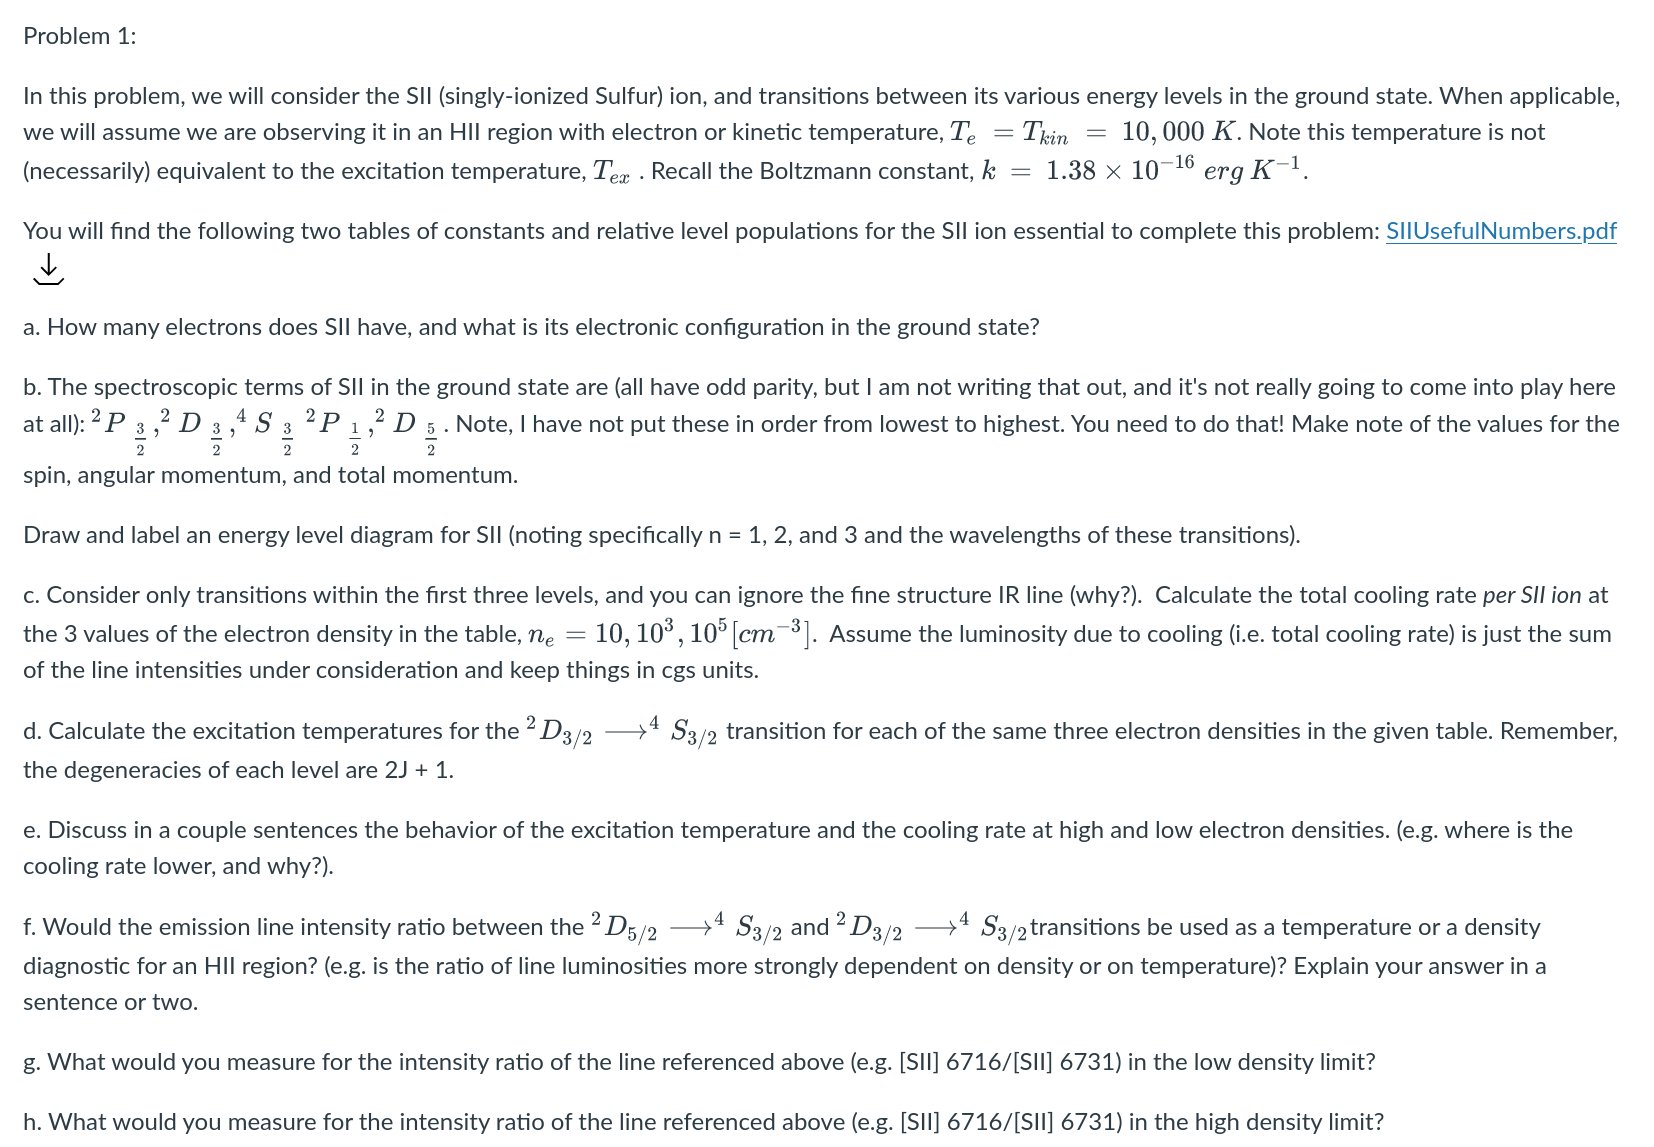 Problem 1:
In this problem, we will consider the SII (singly-ionized Sulfur) ion, and transitions between its various energy levels in the ground state. When applicable,
we will assume we are observing it in an HII region with electron or kinetic temperature, $T_e = T_{kin} = 10,000\ K$. Note this temperature is not
(necessarily) equivalent to the excitation temperature, $T_{ex}$ . Recall the Boltzmann constant, $k = 1.38 \times 10^{-16}\ erg\ K^{-1}$.
You will find the following two tables of constants and relative level populations for the SII ion essential to complete this problem: SIIUsefulNumbers.pdf
a. How many electrons does SII have, and what is its electronic configuration in the ground state?
b. The spectroscopic terms of SII in the ground state are (all have odd parity, but I am not writing that out, and it's not really going to come into play here
at all): $^2P_{\frac{3}{2}}, ^2D_{\frac{3}{2}}, ^4S_{\frac{3}{2}}\ ^2P_{\frac{1}{2}}, ^2D_{\frac{5}{2}}$. Note, I have not put these in order from lowest to highest. You need to do that! Make note of the values for the
spin, angular momentum, and total momentum.
Draw and label an energy level diagram for SII (noting specifically n = 1, 2, and 3 and the wavelengths of these transitions).
c. Consider only transitions within the first three levels, and you can ignore the fine structure IR line (why?). Calculate the total cooling rate per SII ion at
the 3 values of the electron density in the table, $n_e = 10, 10^3, 10^5 [cm^{-3}]$. Assume the luminosity due to cooling (i.e. total cooling rate) is just the sum
of the line intensities under consideration and keep things in cgs units.
d. Calculate the excitation temperatures for the $^2D_{3/2} \longrightarrow ^4S_{3/2}$ transition for each of the same three electron densities in the given table. Remember,
the degeneracies of each level are 2J + 1.
e. Discuss in a couple sentences the behavior of the excitation temperature and the cooling rate at high and low electron densities. (e.g. where is the
cooling rate lower, and why?).
f. Would the emission line intensity ratio between the $^2D_{5/2} \longrightarrow ^4S_{3/2}$ and $^2D_{3/2} \longrightarrow ^4S_{3/2}$transitions be used as a temperature or a density
diagnostic for an HII region? (e.g. is the ratio of line luminosities more strongly dependent on density or on temperature)? Explain your answer in a
sentence or two.
g. What would you measure for the intensity ratio of the line referenced above (e.g. [SII] 6716/[SII] 6731) in the low density limit?
h. What would you measure for the intensity ratio of the line referenced above (e.g. [SII] 6716/[SII] 6731) in the high density limit?